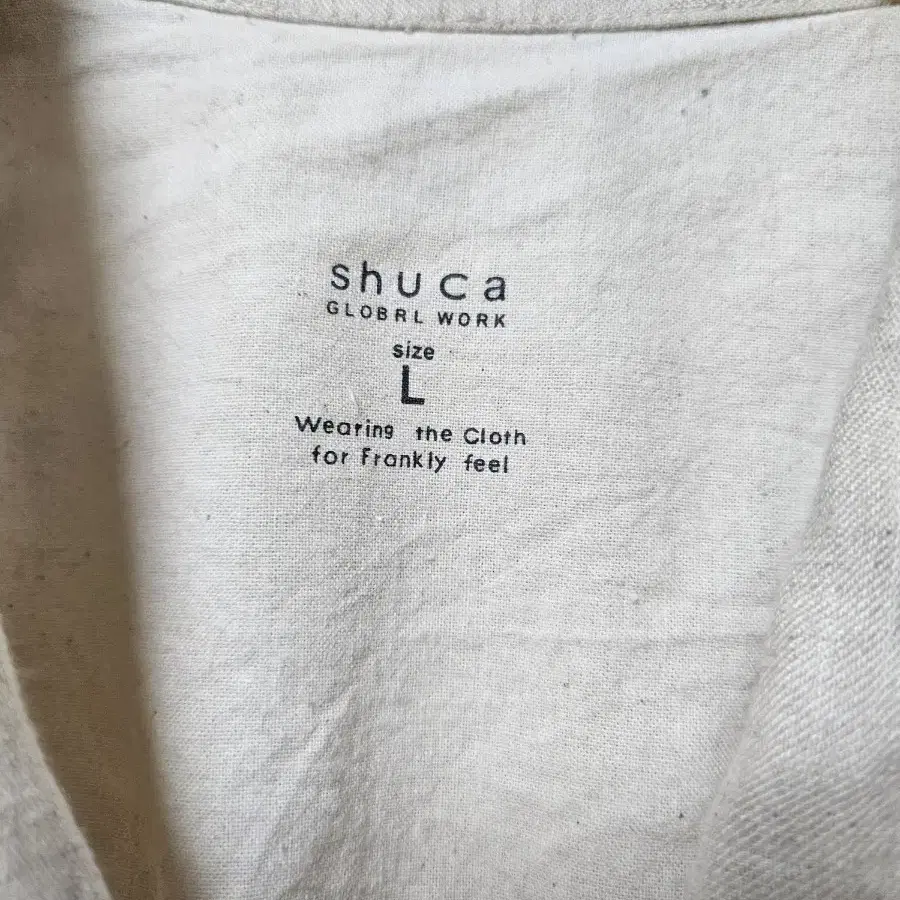 shuca
GLOBRL WORK
size
L
Wearing the Cloth
for Frankly feel